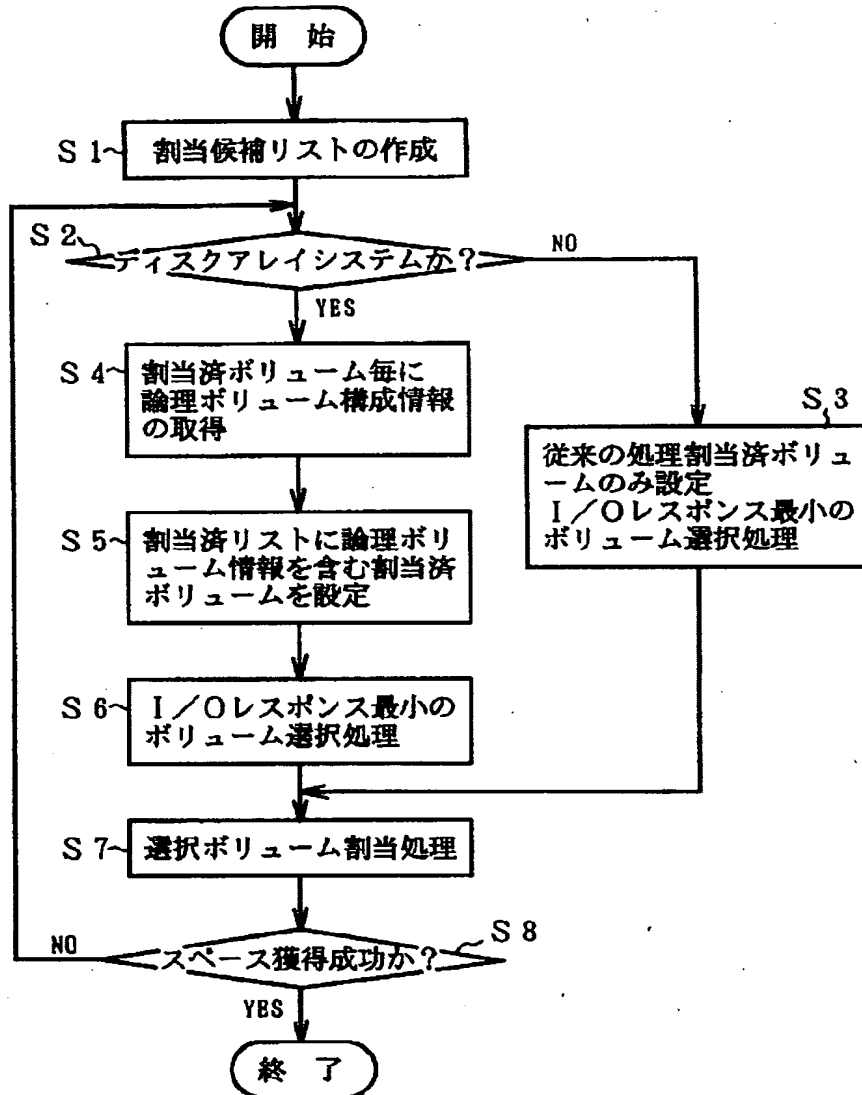 開 始
S1 割当候補リストの作成
S2 ディスクアレイシステムか?
NO
YES
S4 割当済ボリューム毎に
論理ボリューム構成情報
の取得
S3
従来の処理割当済ボリュ
ームのみ設定
I/Oレスポンス最小の
ボリューム選択処理
S5 割当済リストに論理ボリ
ューム情報を含む割当済
ボリュームを設定
S6 I/Oレスポンス最小の
ボリューム選択処理
S7 選択ボリューム割当処理
S8
スペース獲得成功か?
NO
YES
終 了